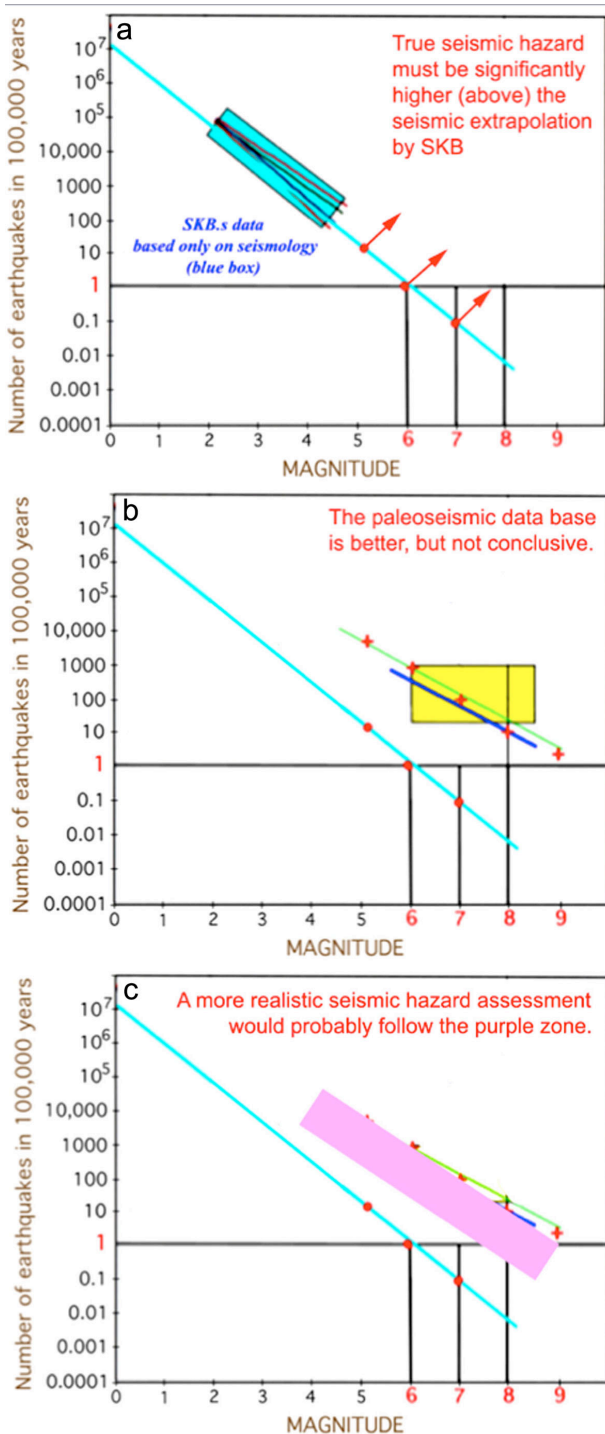 a
True seismic hazard
must be significantly
higher (above) the
seismic extrapolation
by SKB
SKB.s data
based only on seismology
(blue box)
Number of earthquakes in 100,000 years
10⁷
10⁶
10⁵
10,000
1000
100
10
1
0.1
0.01
0.001
0.0001
0 1 2 3 4 5 6 7 8 9
MAGNITUDE
b
The paleoseismic data base
is better, but not conclusive.
Number of earthquakes in 100,000 years
10⁷
10⁶
10⁵
10,000
1000
100
10
1
0.1
0.01
0.001
0.0001
0 1 2 3 4 5 6 7 8 9
MAGNITUDE
c
A more realistic seismic hazard assessment
would probably follow the purple zone.
Number of earthquakes in 100,000 years
10⁷
10⁶
10⁵
10,000
1000
100
10
1
0.1
0.01
0.001
0.0001
0 1 2 3 4 5 6 7 8 9
MAGNITUDE